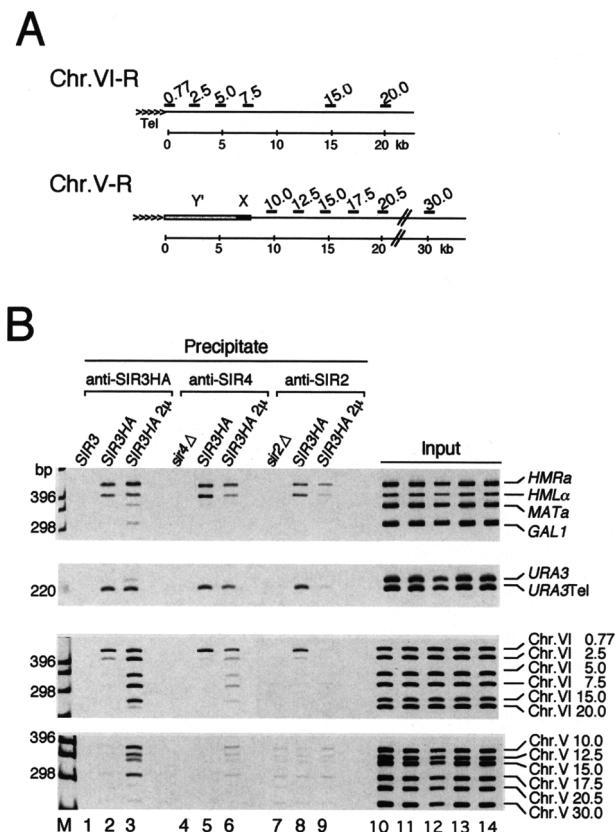 A
Chr.VI-R
0.77 2.5 5.0 7.5 15.0 20.0
Tel
0 5 10 15 20 kb
Chr.V-R
Y' X 10.0 12.5 15.0 17.5 20.5 30.0
0 5 10 15 20 30 kb
B
Precipitate
anti-SIR3HA anti-SIR4 anti-SIR2
SIR3 SIR3HA SIR3HA 2μ sir4Δ SIR3HA SIR3HA 2μ sir2Δ SIR3HA SIR3HA 2μ Input
bp
HMRa
396 HMLα
MATa
298 GAL1
URA3
220 URA3Tel
Chr.VI 0.77
396 Chr.VI 2.5
Chr.VI 5.0
298 Chr.VI 7.5
Chr.VI 15.0
Chr.VI 20.0
396 Chr.V 10.0
Chr.V 12.5
298 Chr.V 15.0
Chr.V 17.5
Chr.V 20.5
Chr.V 30.0
M 1 2 3 4 5 6 7 8 9 10 11 12 13 14